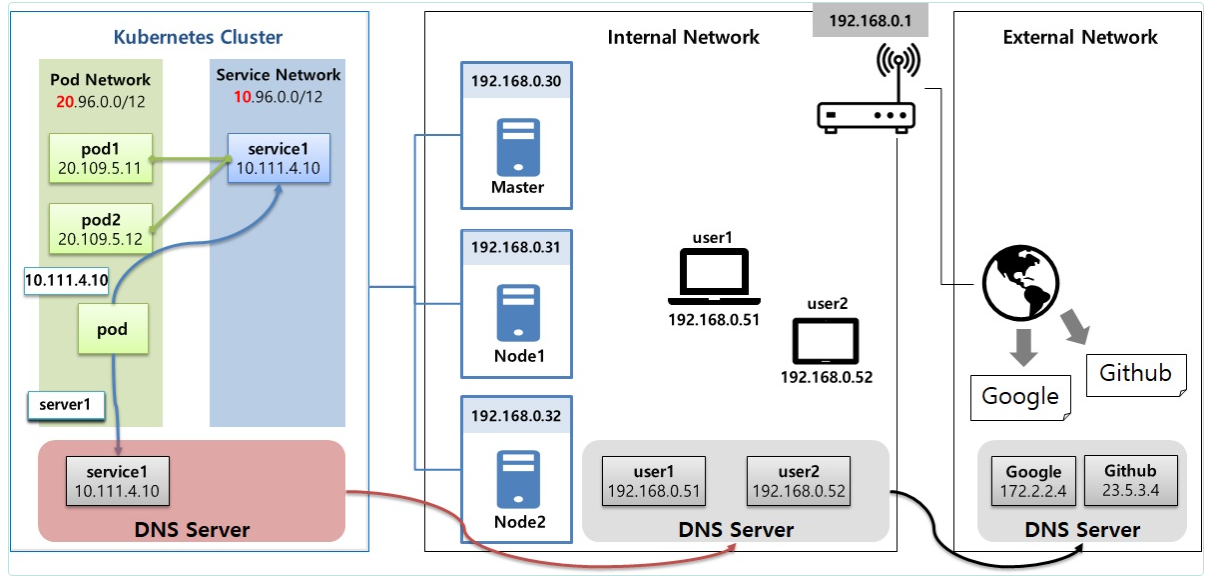 Kubernetes Cluster
Pod Network
20.96.0.0/12
Service Network
10.96.0.0/12
pod1
20.109.5.11
service1
10.111.4.10
pod2
20.109.5.12
10.111.4.10
pod
server1
service1
10.111.4.10
DNS Server
Internal Network
192.168.0.1
192.168.0.30
Master
192.168.0.31
Node1
192.168.0.32
Node2
user1
192.168.0.51
user2
192.168.0.52
user1
192.168.0.51
user2
192.168.0.52
DNS Server
External Network
Google
Github
Google
172.2.2.4
Github
23.5.3.4
DNS Server